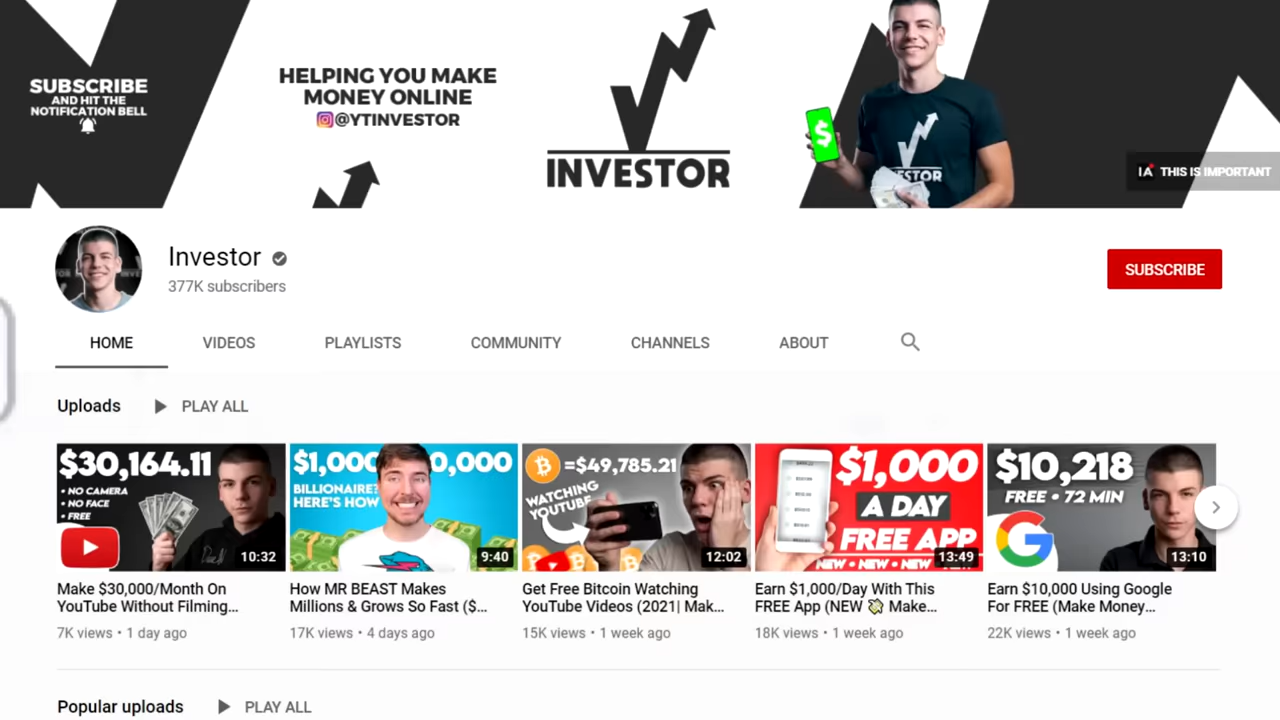 SUBSCRIBE
AND HIT THE
NOTIFICATION BELL
HELPING YOU MAKE
MONEY ONLINE
@YTINVESTOR
INVESTOR
$
STOR
IA THIS IS IMPORTANT
Investor
377K subscribers
SUBSCRIBE
HOME VIDEOS PLAYLISTS COMMUNITY CHANNELS ABOUT
Uploads PLAY ALL
$30,164.11
• NO CAMERA
• NO FACE
• FREE
10:32
$1,000 0,000
BILLIONAIRE?
HERE'S HOW
9:40
=$49,785.21
WATCHING
YOUTUBE
12:02
$1,000
A DAY
FREE APP
NEW • NEW • NEW
13:49
$10,218
FREE • 72 MIN
13:10
Make $30,000/Month On
YouTube Without Filming...
7K views • 1 day ago
How MR BEAST Makes
Millions & Grows So Fast ($...
17K views • 4 days ago
Get Free Bitcoin Watching
YouTube Videos (2021| Mak...
15K views • 1 week ago
Earn $1,000/Day With This
FREE App (NEW 💸 Make...
18K views • 1 week ago
Earn $10,000 Using Google
For FREE (Make Money...
22K views • 1 week ago
Popular uploads PLAY ALL